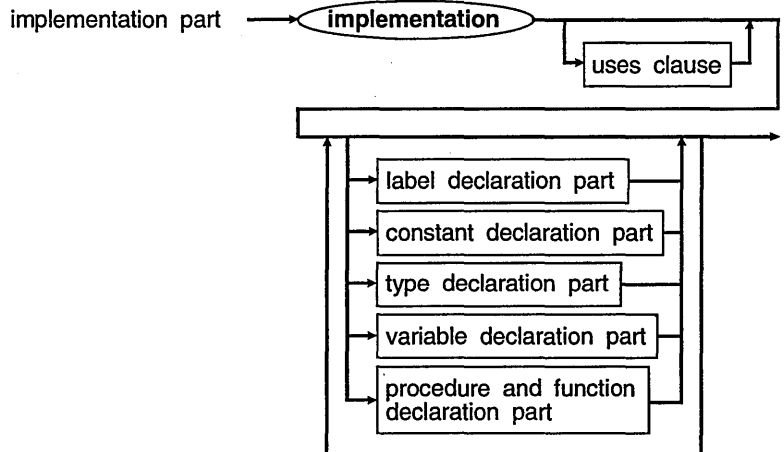 implementation part
implementation
uses clause
label declaration part
constant declaration part
type declaration part
variable declaration part
procedure and function
declaration part